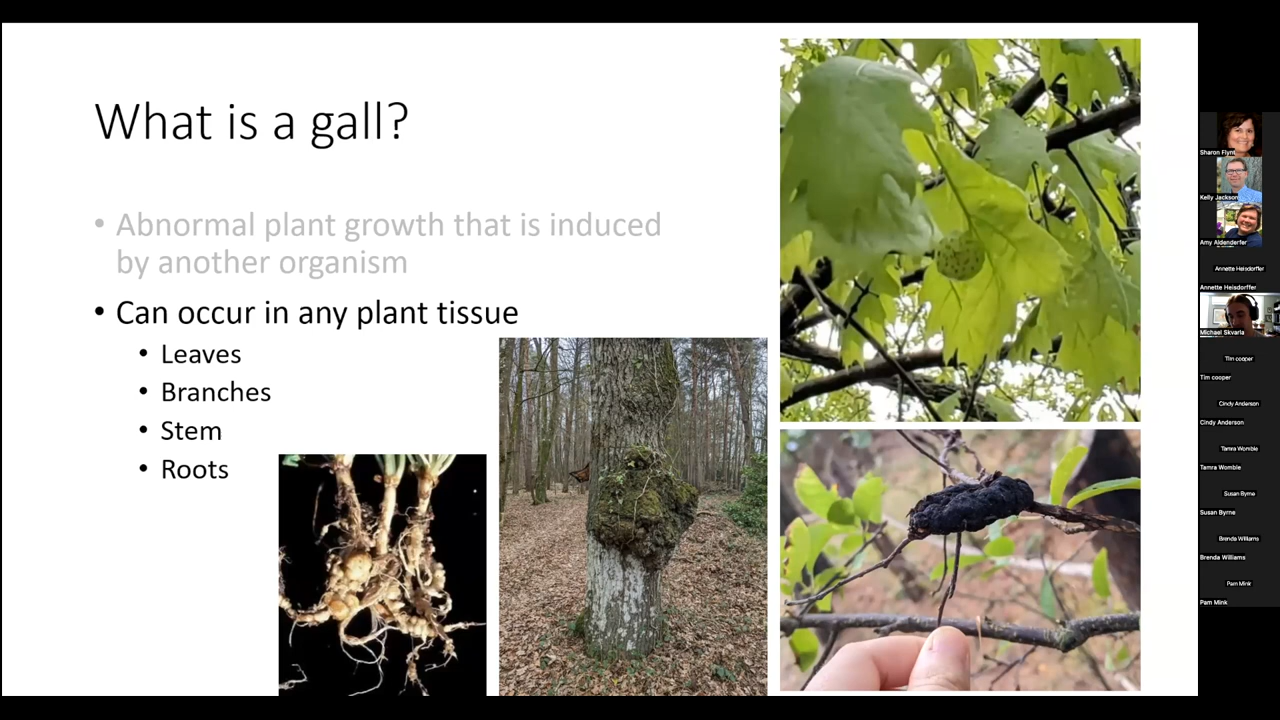 What is a gall?
• Abnormal plant growth that is induced
by another organism
• Can occur in any plant tissue
• Leaves
• Branches
• Stem
• Roots
Sharon Flynt
Kelly Jackson
Amy Aldenderfer
Annette Heisdorffer
Annette Heisdorffer
Michael Skvarla
Tim cooper
Tim cooper
Cindy Anderson
Cindy Anderson
Tamra Womble
Tamra Womble
Susan Byrne
Susan Byrne
Brenda Williams
Brenda Williams
Pam Mink
Pam Mink